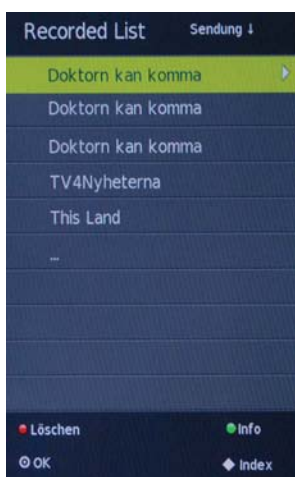 Recorded List Sendung ↓
Doktorn kan komma
Doktorn kan komma
Doktorn kan komma
TV4Nyheterna
This Land
...
Löschen Info
OK Index